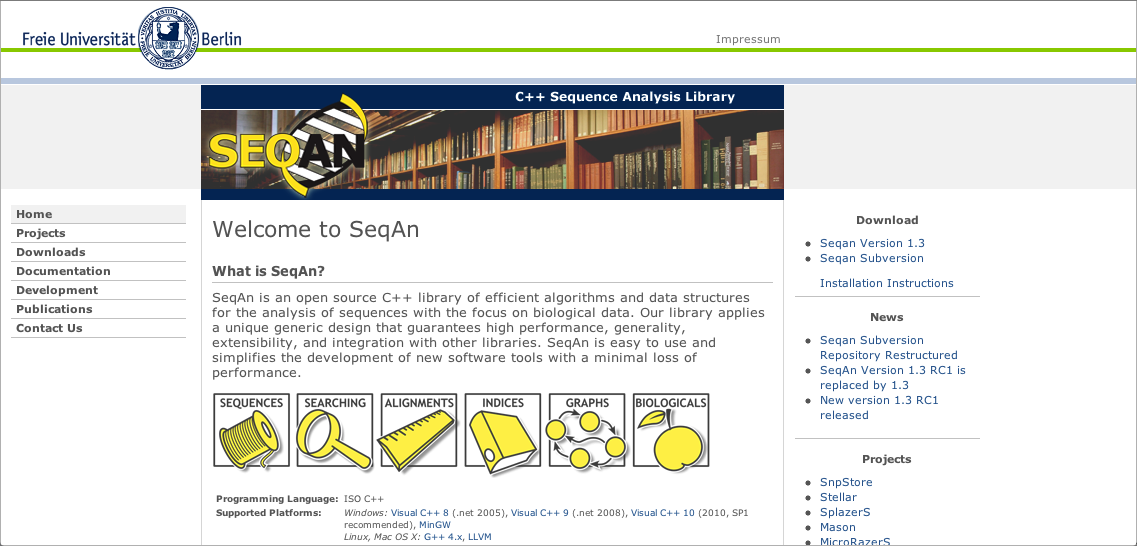 Freie Universität Berlin
Impressum
C++ Sequence Analysis Library
SEQAN
Home
Projects
Downloads
Documentation
Development
Publications
Contact Us
Welcome to SeqAn
What is SeqAn?
SeqAn is an open source C++ library of efficient algorithms and data structures
for the analysis of sequences with the focus on biological data. Our library applies
a unique generic design that guarantees high performance, generality,
extensibility, and integration with other libraries. SeqAn is easy to use and
simplifies the development of new software tools with a minimal loss of
performance.
SEQUENCES
SEARCHING
ALIGNMENTS
INDICES
GRAPHS
BIOLOGICALS
Programming Language: ISO C++
Supported Platforms: Windows: Visual C++ 8 (.net 2005), Visual C++ 9 (.net 2008), Visual C++ 10 (2010, SP1
recommended), MinGW
Linux, Mac OS X: G++ 4.x, LLVM
Download
Seqan Version 1.3
Seqan Subversion
Installation Instructions
News
Seqan Subversion
Repository Restructured
SeqAn Version 1.3 RC1 is
replaced by 1.3
New version 1.3 RC1
released
Projects
SnpStore
Stellar
SplazerS
Mason
MicroRazerS